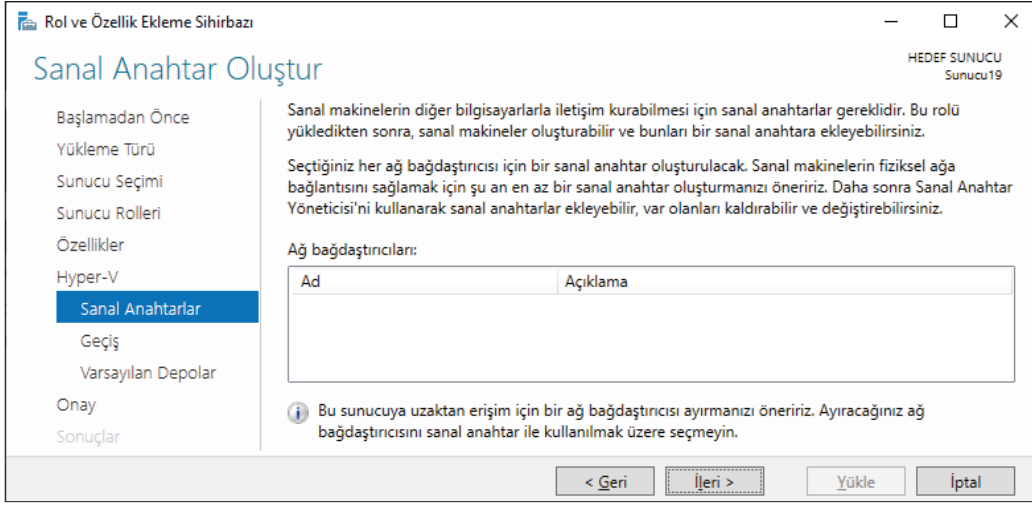 Rol ve Özellik Ekleme Sihirbazı
Sanal Anahtar Oluştur
HEDEF SUNUCU
Sunucu19
Başlamadan Önce
Yükleme Türü
Sunucu Seçimi
Sunucu Rolleri
Özellikler
Hyper-V
Sanal Anahtarlar
Geçiş
Varsayılan Depolar
Onay
Sonuçlar
Sanal makinelerin diğer bilgisayarlarla iletişim kurabilmesi için sanal anahtarlar gereklidir. Bu rolü
yükledikten sonra, sanal makineler oluşturabilir ve bunları bir sanal anahtara ekleyebilirsiniz.
Seçtiğiniz her ağ bağdaştırıcısı için bir sanal anahtar oluşturulacak. Sanal makinelerin fiziksel ağa
bağlantısını sağlamak için şu an en az bir sanal anahtar oluşturmanızı öneririz. Daha sonra Sanal Anahtar
Yöneticisi'ni kullanarak sanal anahtarlar ekleyebilir, var olanları kaldırabilir ve değiştirebilirsiniz.
Ağ bağdaştırıcıları:
Ad Açıklama
Bu sunucuya uzaktan erişim için bir ağ bağdaştırıcısı ayırmanızı öneririz. Ayıracağınız ağ
bağdaştırıcısını sanal anahtar ile kullanılmak üzere seçmeyin.
< Geri İleri > Yükle İptal